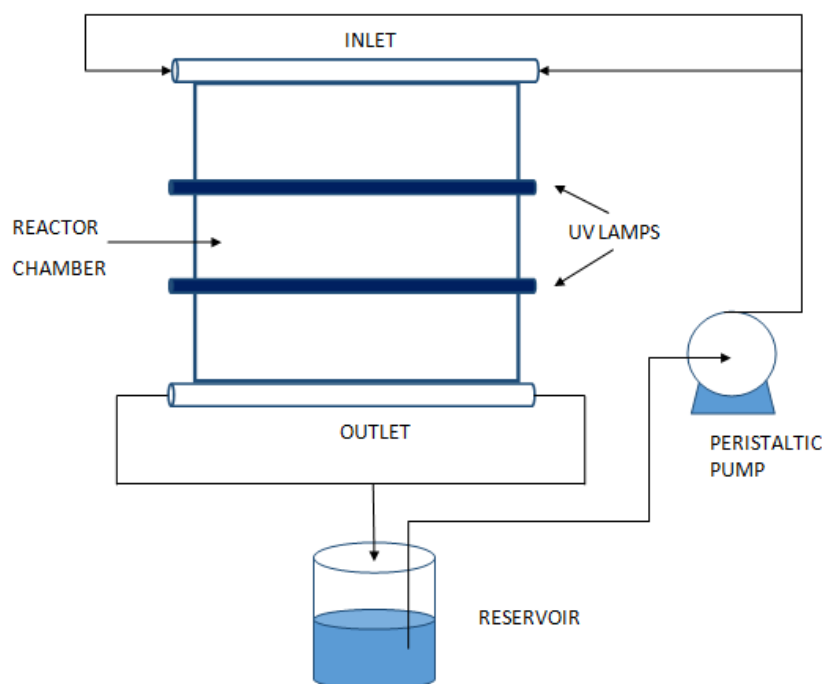 INLET
REACTOR
CHAMBER
UV LAMPS
OUTLET
PERISTALTIC
PUMP
RESERVOIR